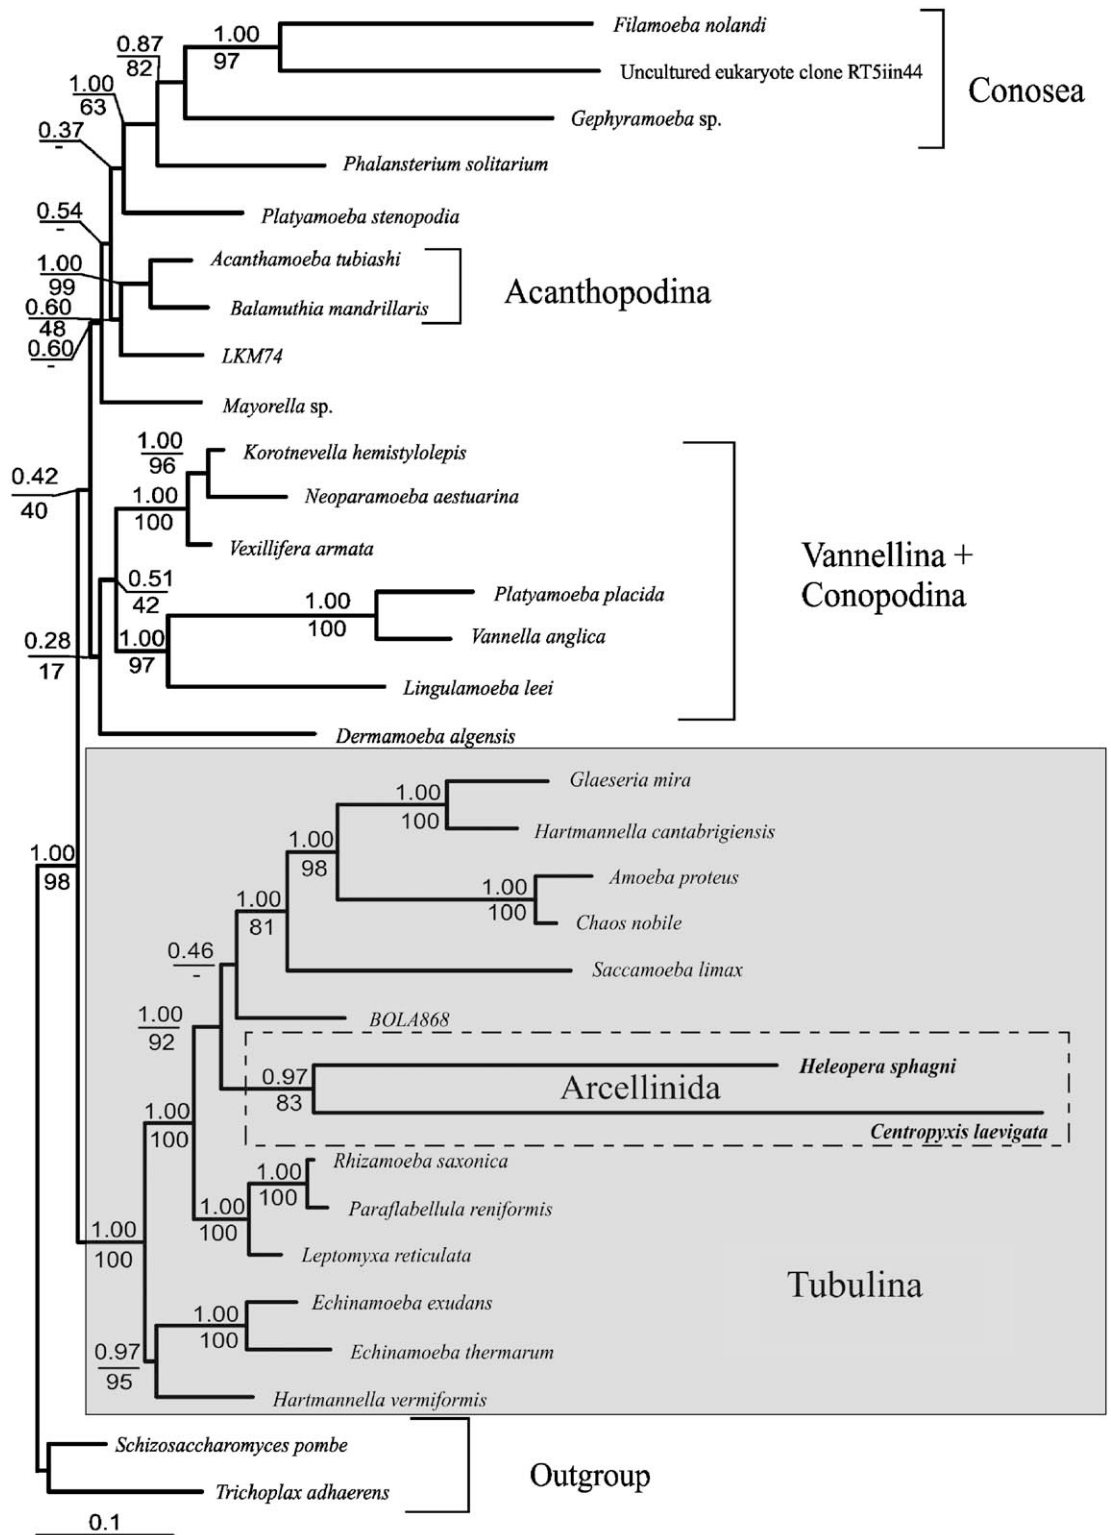 Filamoeba nolandi
0.87
1.00
82
97
Uncultured eukaryote clone RT5iin44
Conosea
1.00
63
Gephyramoeba sp.
0.37
-
Phalansterium solitarium
0.54
-
Platyamoeba stenopodia
1.00
99
Acanthamoeba tubiashi
Acanthopodina
0.60
48
Balamuthia mandrillaris
0.60
-
LKM74
Mayorella sp.
1.00
96
Korotnevella hemistylolepis
0.42
40
1.00
100
Neoparamoeba aestuarina
Vexillifera armata
Vannellina +
Conopodina
0.51
42
1.00
100
Platyamoeba placida
0.28
17
1.00
97
Vannella anglica
Lingulamoeba leei
Dermamoeba algensis
Glaeseria mira
1.00
100
Hartmannella cantabrigiensis
1.00
98
1.00
98
Amoeba proteus
1.00
100
Chaos nobile
1.00
81
0.46
-
Saccamoeba limax
1.00
92
BOLA868
Heleopera sphagni
0.97
83
Arcellinida
1.00
100
Centropyxis laevigata
Rhizamoeba saxonica
1.00
100
1.00
100
Paraflabellula reniformis
1.00
100
Leptomyxa reticulata
Tubulina
Echinamoeba exudans
1.00
100
0.97
95
Echinamoeba thermarum
Hartmannella vermiformis
Schizosaccharomyces pombe
Outgroup
Trichoplax adhaerens
0.1